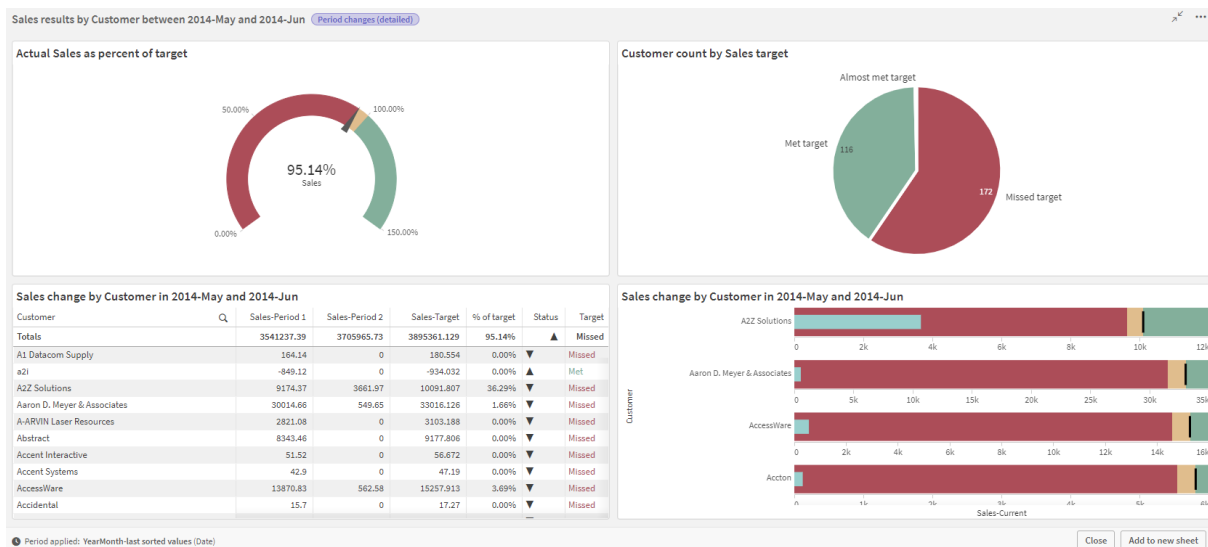 Sales results by Customer between 2014-May and 2014-Jun Period changes (detailed)
Actual Sales as percent of target
50.00%
100.00%
95.14%
Sales
0.00%
150.00%
Customer count by Sales target
Almost met target
Met target
116
172
Missed target
Sales change by Customer in 2014-May and 2014-Jun
Customer Sales-Period 1 Sales-Period 2 Sales-Target % of target Status Target
Totals 3541237.39 3705965.73 3895361.129 95.14% ▲ Missed
A1 Datacom Supply 164.14 0 180.554 0.00% ▼ Missed
a2i -849.12 0 -934.032 0.00% ▲ Met
A2Z Solutions 9174.37 3661.97 10091.807 36.29% ▼ Missed
Aaron D. Meyer & Associates 30014.66 549.65 33016.126 1.66% ▼ Missed
A-ARVIN Laser Resources 2821.08 0 3103.188 0.00% ▼ Missed
Abstract 8343.46 0 9177.806 0.00% ▼ Missed
Accent Interactive 51.52 0 56.672 0.00% ▼ Missed
Accent Systems 42.9 0 47.19 0.00% ▼ Missed
AccessWare 13870.83 562.58 15257.913 3.69% ▼ Missed
Accidental 15.7 0 17.27 0.00% ▼ Missed
Sales change by Customer in 2014-May and 2014-Jun
Customer
A2Z Solutions
0 2k 4k 6k 8k 10k 12k
Aaron D. Meyer & Associates
0 5k 10k 15k 20k 25k 30k 35k
AccessWare
0 2k 4k 6k 8k 10k 12k 14k 16k
Accton
0 1k 2k 3k 4k 5k 6k
Sales-Current
Period applied: YearMonth-last sorted values (Date)
Close
Add to new sheet